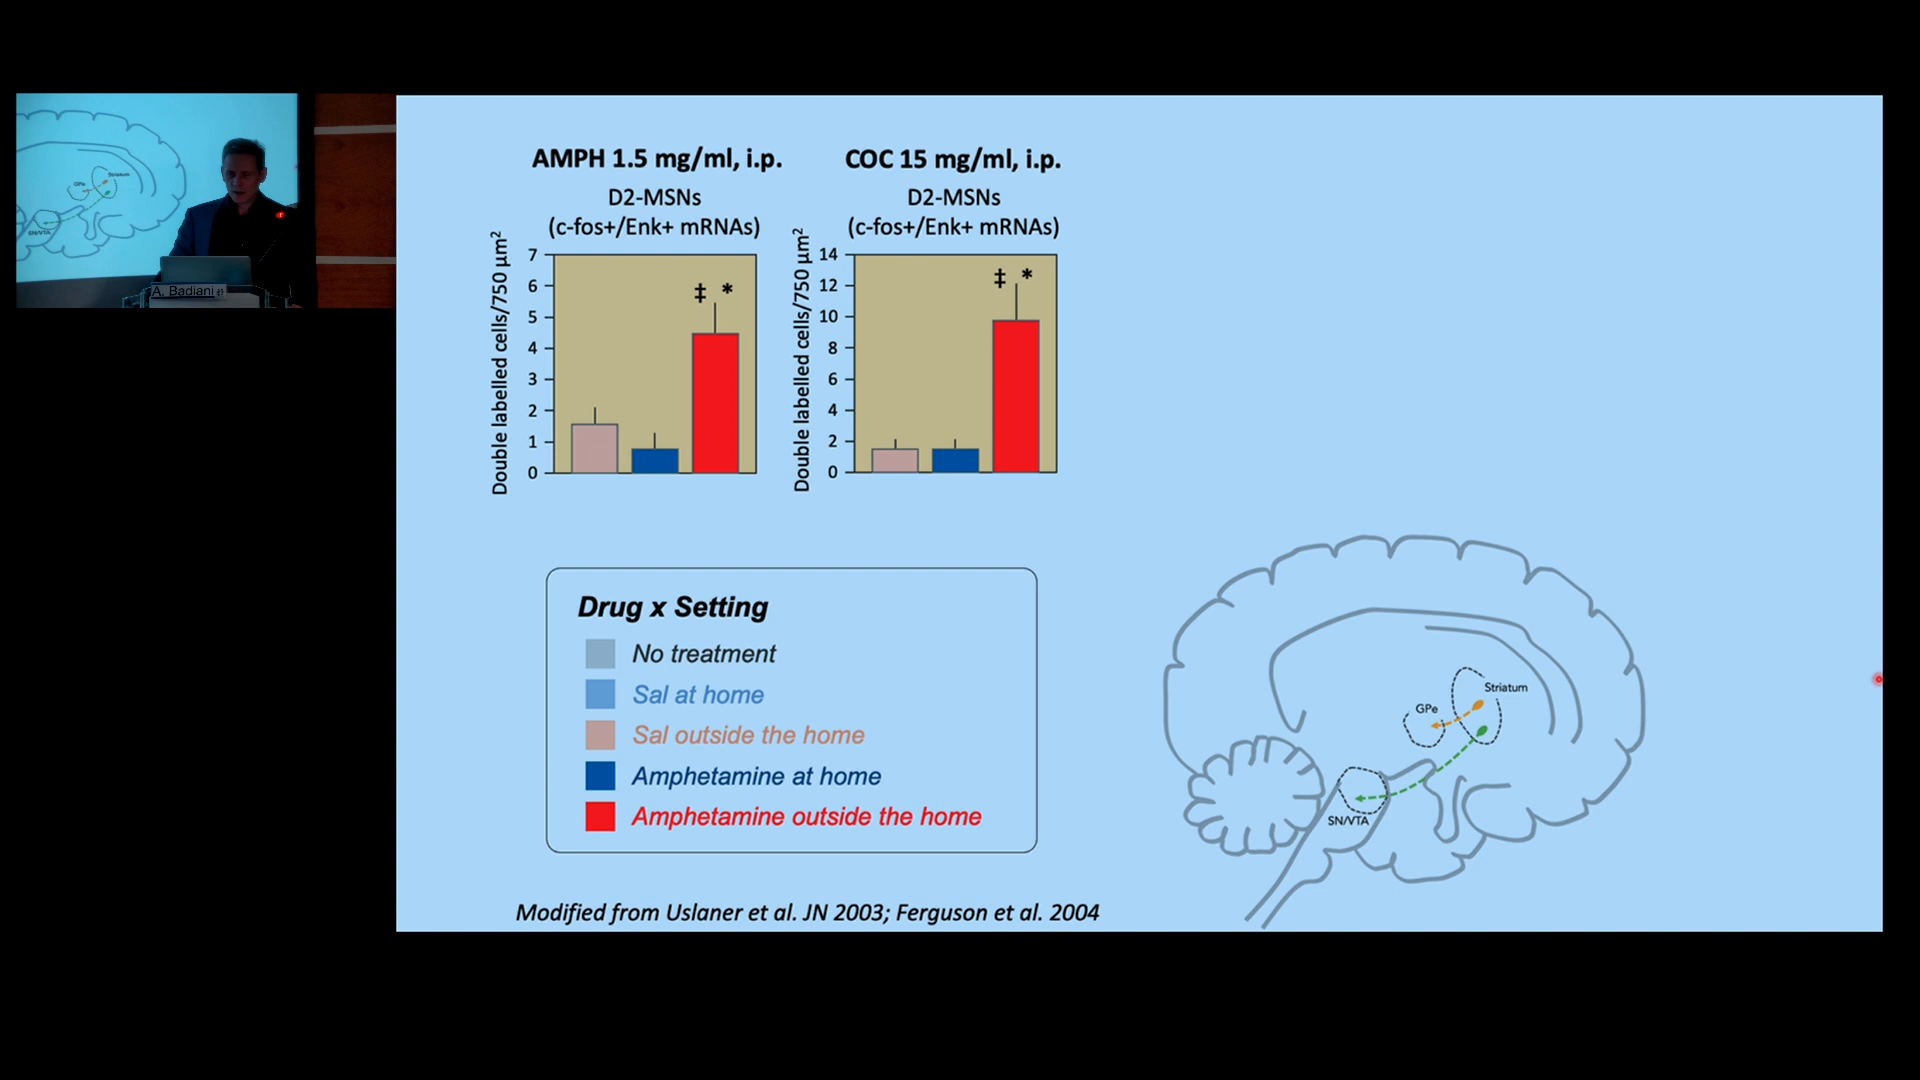 AMPH 1.5 mg/ml, i.p.
D2-MSNs
(c-fos+/Enk+ mRNAs)
Double labelled cells/750 µm²
7
6
5
4
3
2
1
0
‡ *
COC 15 mg/ml, i.p.
D2-MSNs
(c-fos+/Enk+ mRNAs)
Double labelled cells/750 µm²
14
12
10
8
6
4
2
0
‡ *
Drug x Setting
No treatment
Sal at home
Sal outside the home
Amphetamine at home
Amphetamine outside the home
Modified from Uslaner et al. JN 2003; Ferguson et al. 2004
Striatum
GPe
SN/VTA
Striatum
GPe
SN/VTA
A. Badiani